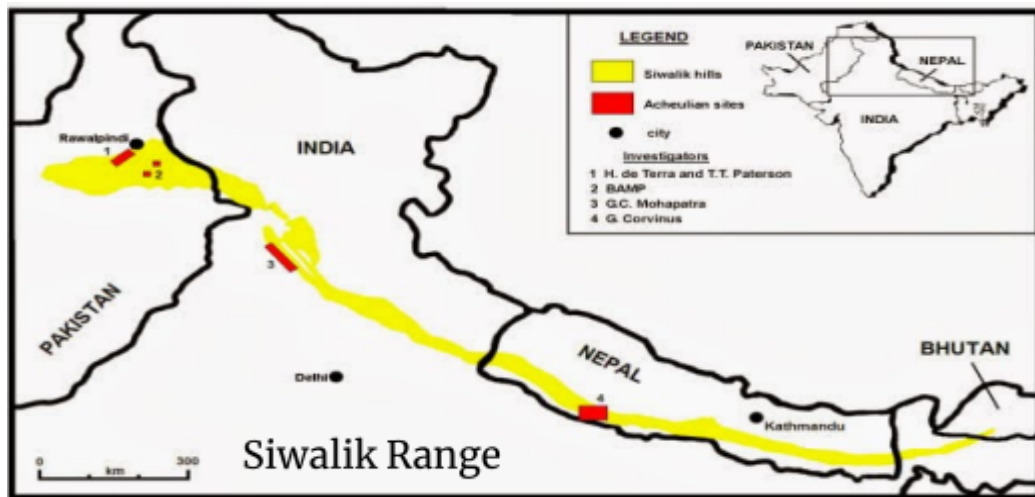 LEGEND
Siwalik hills
Acheulian sites
city
Investigators
1 H. de Terra and T.T. Paterson
2 BAMP
3 G.C. Mohapatra
4 G. Corvinus
PAKISTAN
NEPAL
INDIA
Rawalpindi
1
2
INDIA
3
PAKISTAN
Delhi
NEPAL
4
Kathmandu
BHUTAN
0 300
km
Siwalik Range